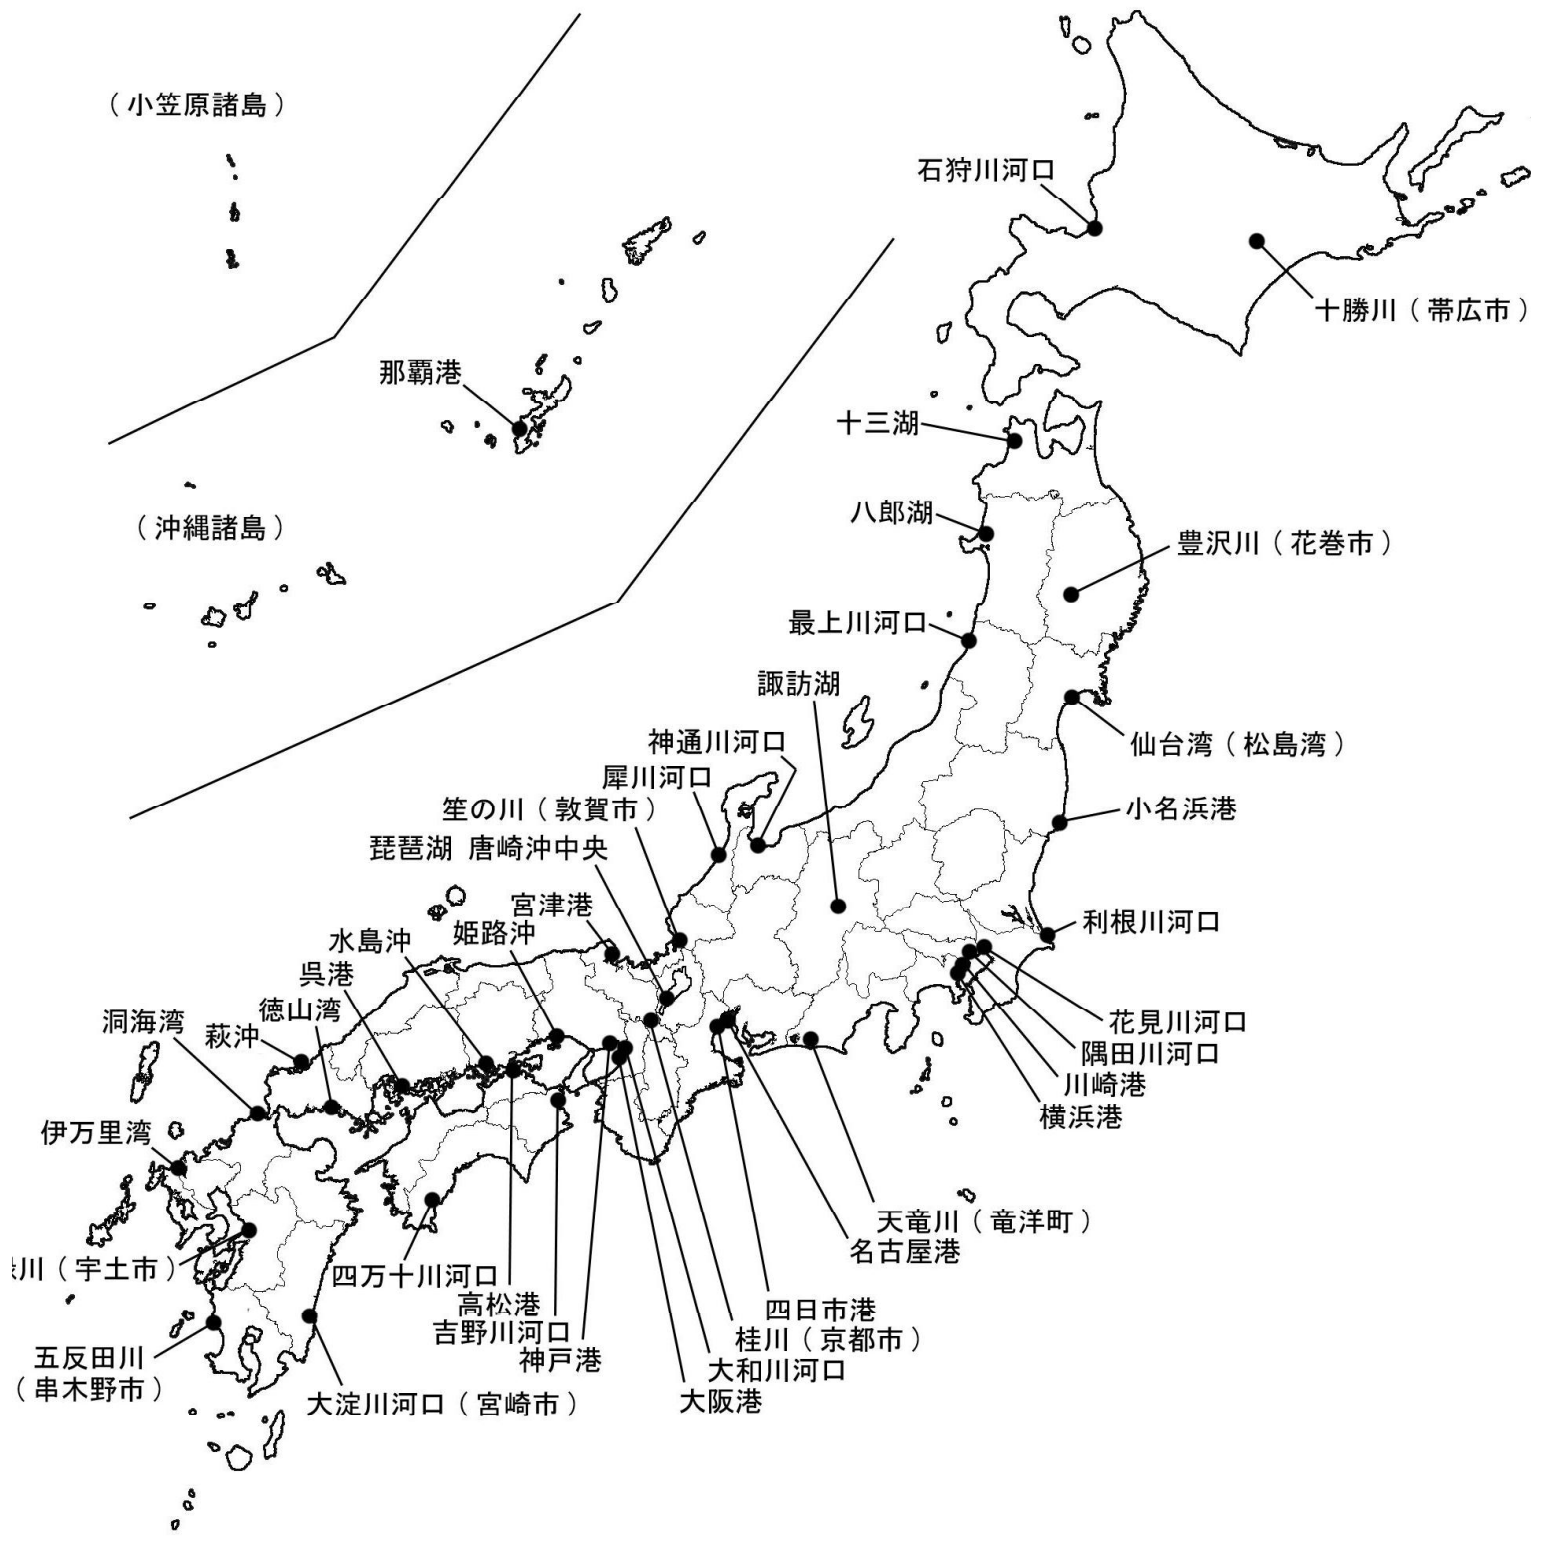 （小笠原諸島）
石狩川河口
十勝川（帯広市）
那覇港
十三湖
八郎湖
（沖縄諸島）
豊沢川（花巻市）
最上川河口
諏訪湖
仙台湾（松島湾）
神通川河口
犀川河口
笙の川（敦賀市）
小名浜港
琵琶湖 唐崎沖中央
宮津港
姫路沖
水島沖
利根川河口
呉港
徳山湾
萩沖
洞海湾
花見川河口
隅田川河口
川崎港
横浜港
伊万里湾
天竜川（竜洋町）
名古屋港
川（宇土市）
四万十川河口
高松港
吉野川河口
神戸港
四日市港
桂川（京都市）
大和川河口
大阪港
五反田川
（串木野市）
大淀川河口（宮崎市）